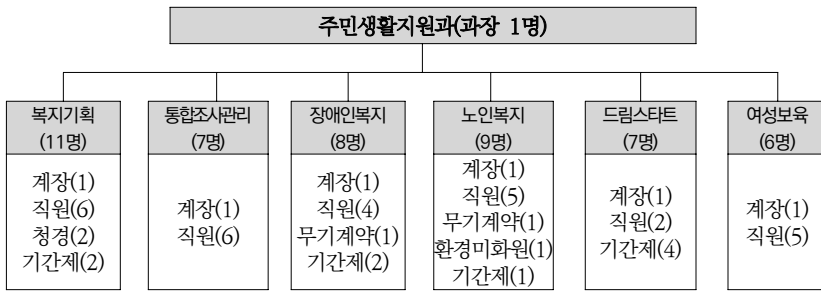 주민생활지원과(과장 1명)
복지기획
(11명)
계장(1)
직원(6)
청경(2)
기간제(2)
통합조사관리
(7명)
계장(1)
직원(6)
장애인복지
(8명)
계장(1)
직원(4)
무기계약(1)
기간제(2)
노인복지
(9명)
계장(1)
직원(5)
무기계약(1)
환경미화원(1)
기간제(1)
드림스타트
(7명)
계장(1)
직원(2)
기간제(4)
여성보육
(6명)
계장(1)
직원(5)